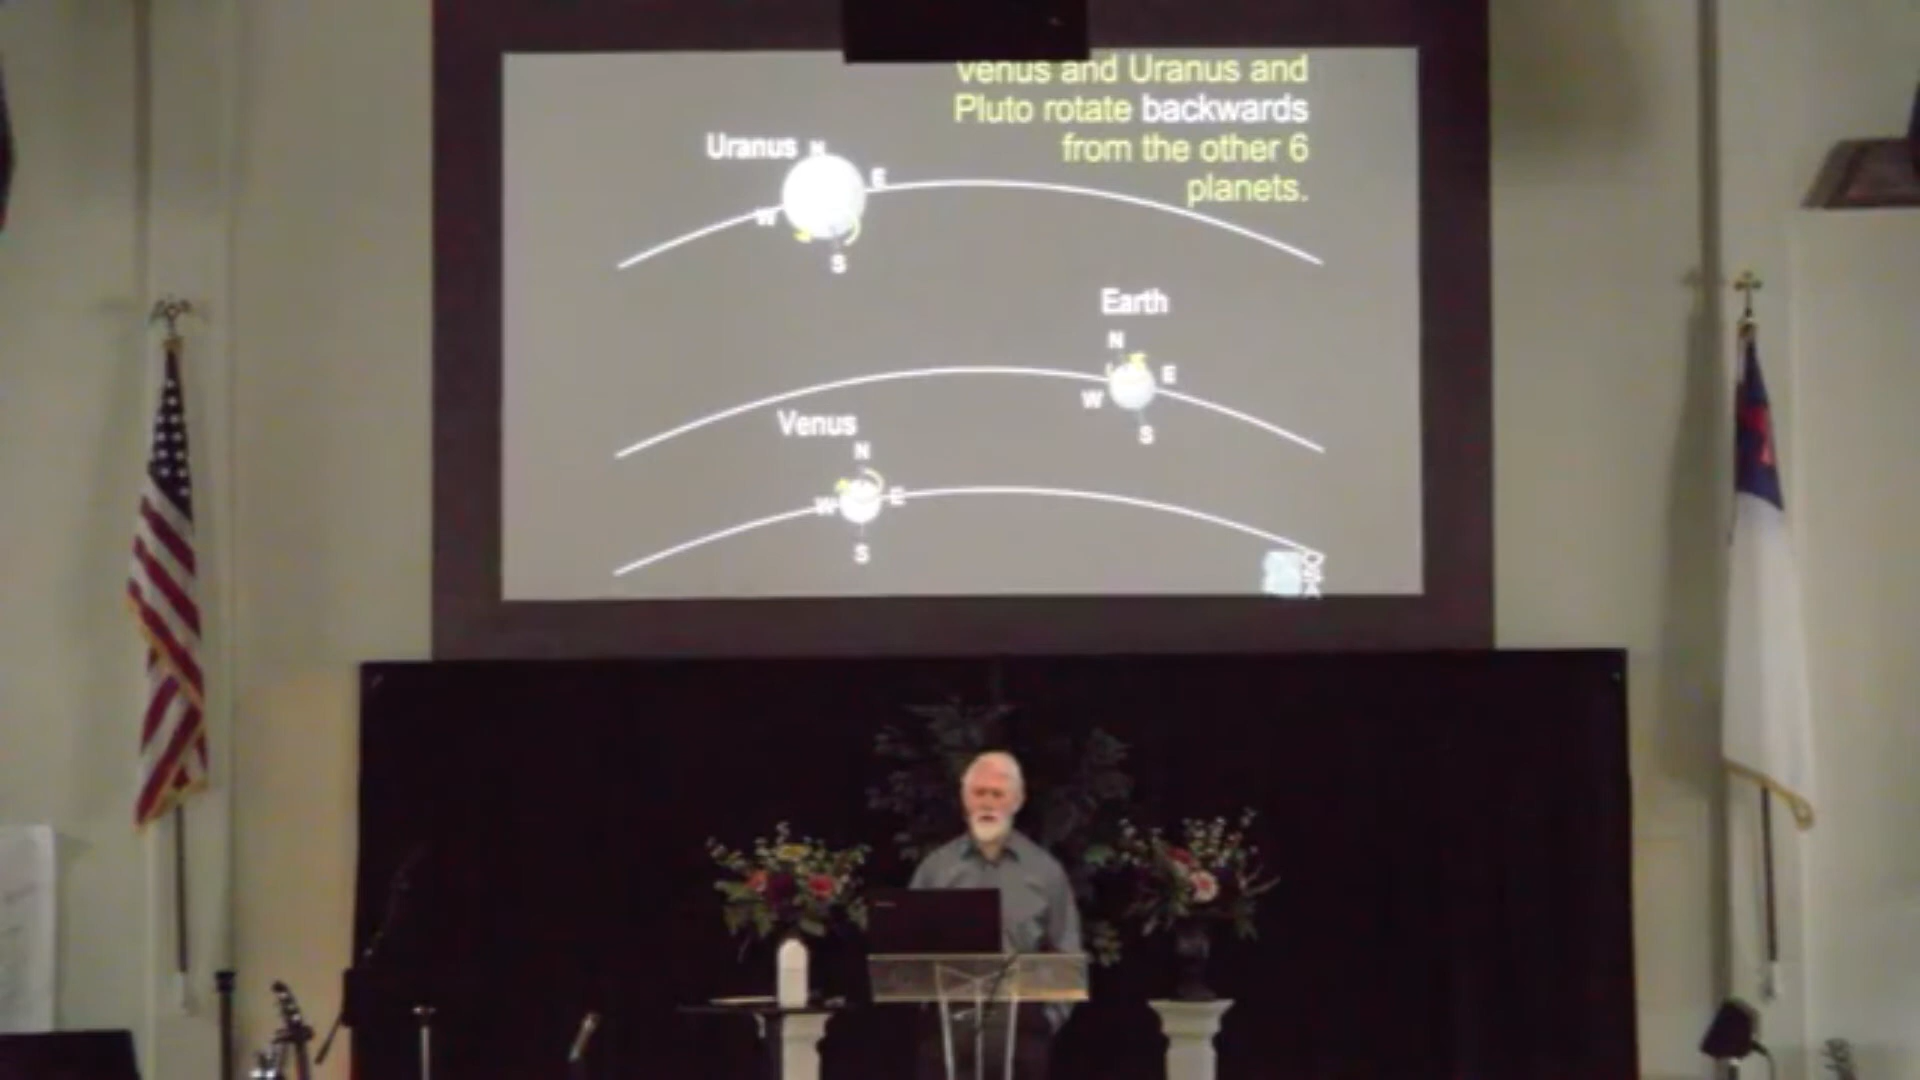 Venus and Uranus and
Pluto rotate backwards
from the other 6
planets.
Uranus N
E
W
S
Earth
N
E
W
S
Venus
N
W E
S